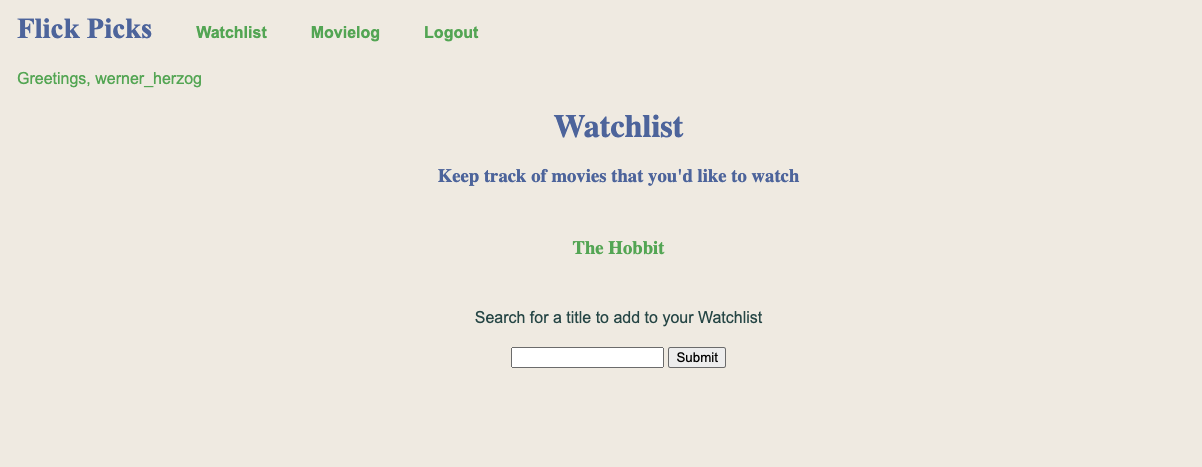 Flick Picks Watchlist Movielog Logout
Greetings, werner_herzog
Watchlist
Keep track of movies that you'd like to watch
The Hobbit
Search for a title to add to your Watchlist
Submit